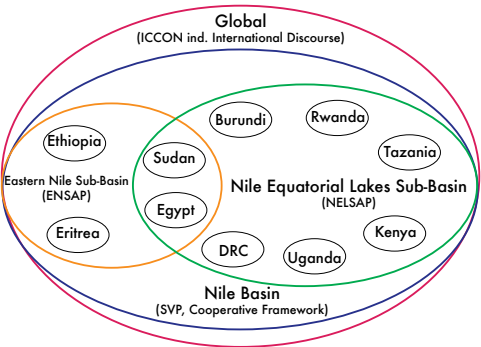 Global
(ICCON ind. International Discourse)
Burundi
Rwanda
Ethiopia
Sudan
Tazania
Eastern Nile Sub-Basin
(ENSAP)
Nile Equatorial Lakes Sub-Basin
(NELSAP)
Egypt
Eritrea
Kenya
DRC
Uganda
Nile Basin
(SVP, Cooperative Framework)